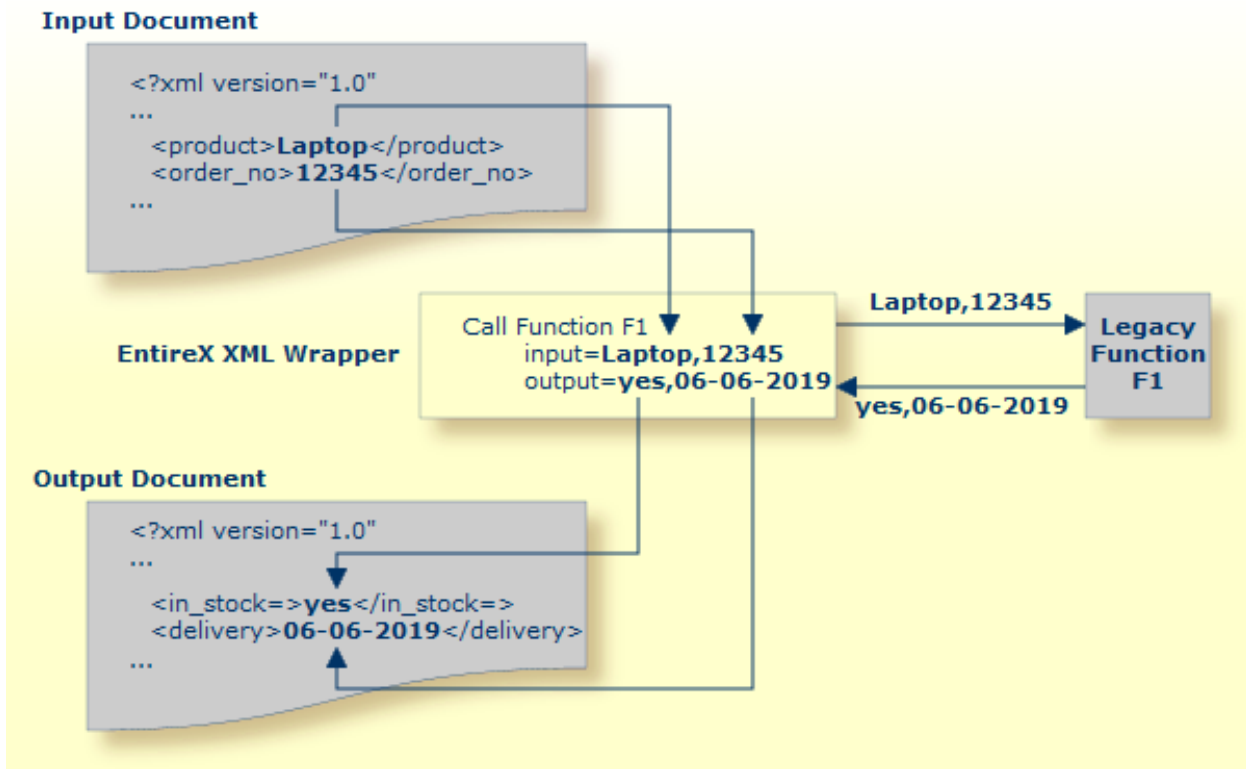 Input Document
<?xml version="1.0"
...
<product>Laptop</product>
<order_no>12345</order_no>
...
EntireX XML Wrapper
Call Function F1
input=Laptop,12345
output=yes,06-06-2019
Laptop,12345
yes,06-06-2019
Legacy
Function
F1
Output Document
<?xml version="1.0"
...
<in_stock=>yes</in_stock=>
<delivery>06-06-2019</delivery>
...